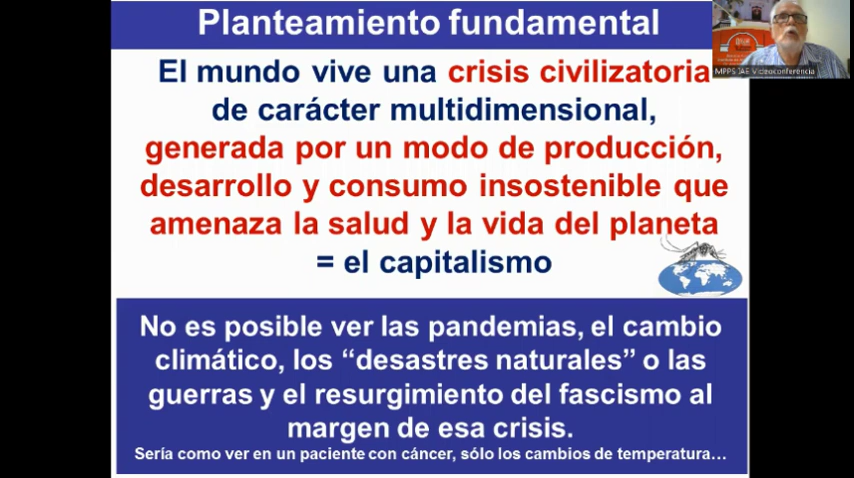 Planteamiento fundamental
El mundo vive una crisis civilizatoria
de carácter multidimensional,
generada por un modo de producción,
desarrollo y consumo insostenible que
amenaza la salud y la vida del planeta
= el capitalismo
No es posible ver las pandemias, el cambio
climático, los “desastres naturales” o las
guerras y el resurgimiento del fascismo al
margen de esa crisis.
Sería como ver en un paciente con cáncer, sólo los cambios de temperatura…
MPPS IAE Videoconferencia